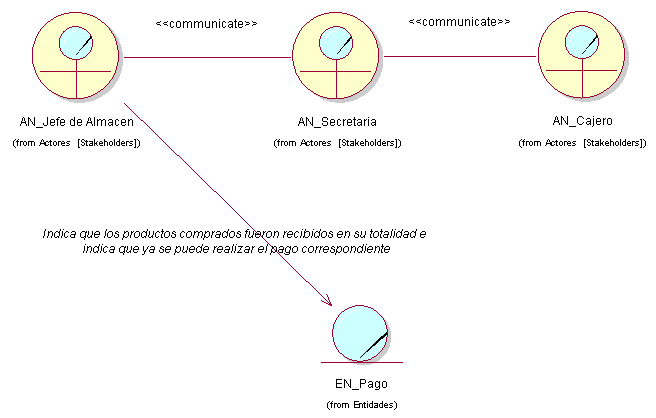 <<communicate>>
<<communicate>>
AN_Jefe de Almacen
(from Actores [Stakeholders])
AN_Secretaria
(from Actores [Stakeholders])
AN_Cajero
(from Actores [Stakeholders])
Indica que los productos comprados fueron recibidos en su totalidad e
indica que ya se puede realizar el pago correspondiente
EN_Pago
(from Entidades)